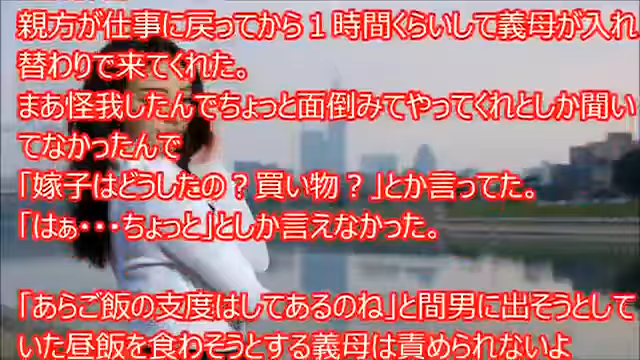 親方が仕事に戻ってから1時間くらいして義母が入れ
替わりで来てくれた。
まあ怪我したんでちょっと面倒みてやってくれとしか聞い
てなかったんで
「嫁子はどうしたの？買い物？」とか言ってた。
「はぁ・・・ちょっと」としか言えなかった。
「あらご飯の支度はしてあるのね」と間男に出そうとして
いた昼飯を食わそうとする義母は責められないよ